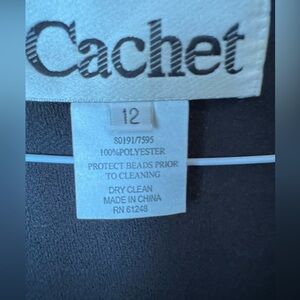 Cachet
12
80191/7595
100%POLYESTER
PROTECT BEADS PRIOR
TO CLEANING
DRY CLEAN
MADE IN CHINA
RN 61248